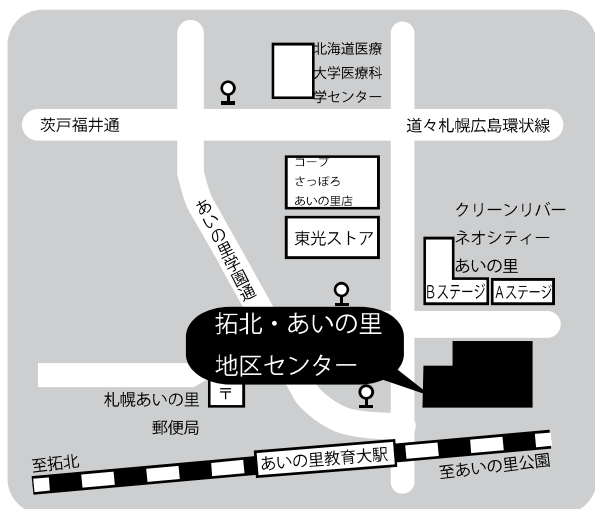 北海道医療
大学医療科
学センター
茨戸福井通
道々札幌広島環状線
コープ
さっぽろ
あいの里店
東光ストア
クリーンリバー
ネオシティー
あいの里
Bステージ
Aステージ
あいの里学園通
拓北・あいの里
地区センター
〒
札幌あいの里
郵便局
至拓北
あいの里教育大駅
至あいの里公園